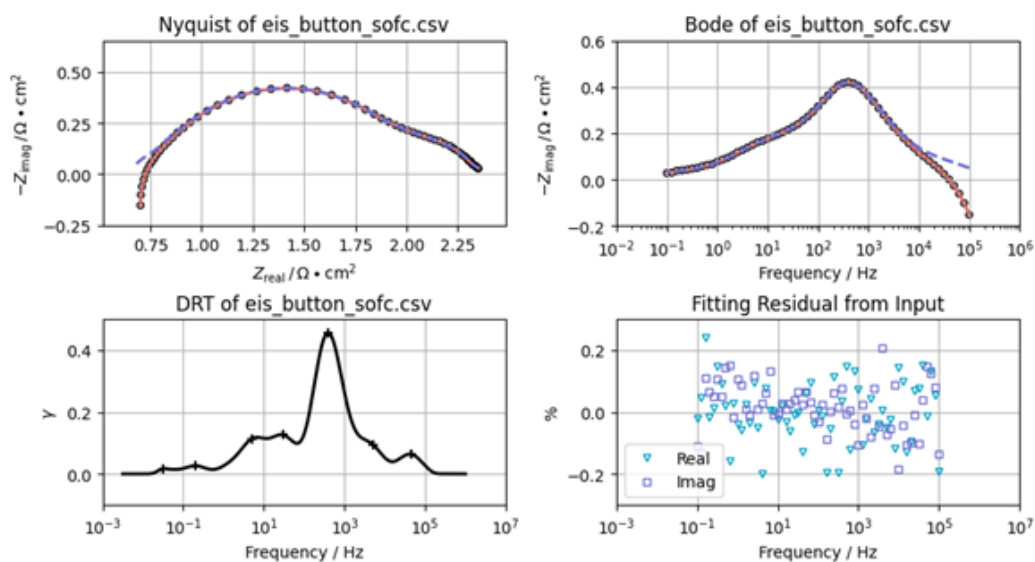 Nyquist of eis_button_sofc.csv
0.50
0.25
0.00
-0.25
−Z_imag / Ω • cm²
0.75 1.00 1.25 1.50 1.75 2.00 2.25
Z_real / Ω • cm²
Bode of eis_button_sofc.csv
0.6
0.4
0.2
0.0
-0.2
−Z_imag / Ω • cm²
10⁻² 10⁻¹ 10⁰ 10¹ 10² 10³ 10⁴ 10⁵ 10⁶
Frequency / Hz
DRT of eis_button_sofc.csv
0.4
0.2
0.0
γ
10⁻³ 10⁻¹ 10¹ 10³ 10⁵ 10⁷
Frequency / Hz
Fitting Residual from Input
0.2
0.0
-0.2
%
Real
Imag
10⁻³ 10⁻¹ 10¹ 10³ 10⁵ 10⁷
Frequency / Hz